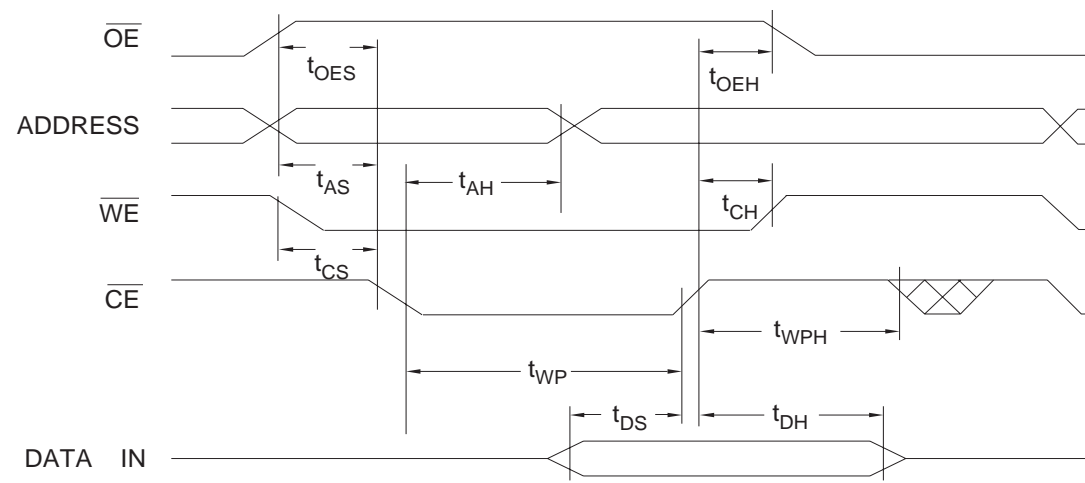 OE
tOES
tOEH
ADDRESS
tAS
tAH
WE
tCH
tCS
CE
tWPH
tWP
tDS
tDH
DATA IN